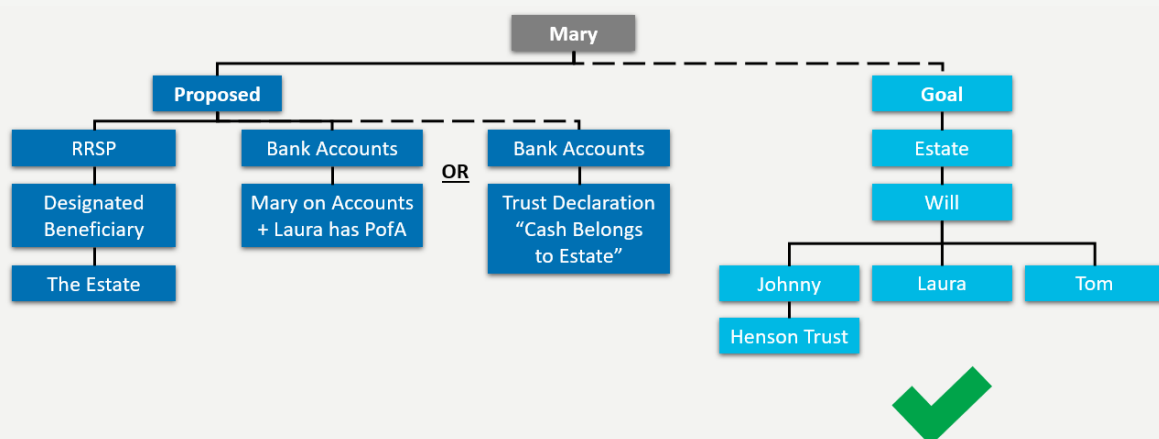 Mary
Proposed
Goal
RRSP
Bank Accounts
OR
Bank Accounts
Estate
Designated
Beneficiary
Mary on Accounts
+ Laura has PofA
Trust Declaration
“Cash Belongs
to Estate”
Will
The Estate
Johnny
Laura
Tom
Henson Trust